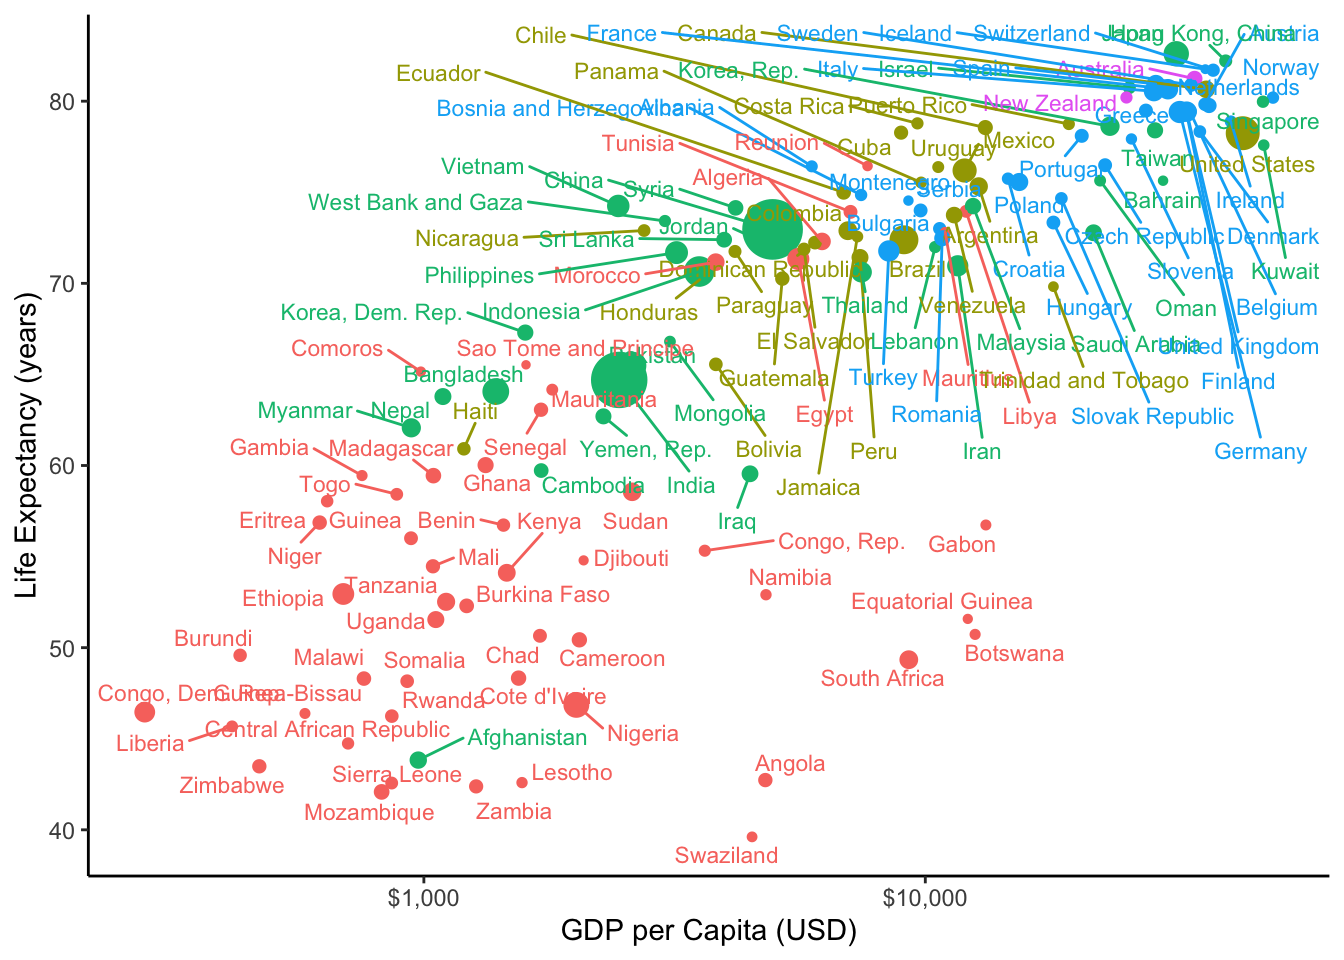 Chile
France
Canada
Sweden
Iceland
Switzerland
Japan
Hong Kong, China
Austria
Ecuador
Panama
Korea, Rep.
Italy
Israel
Spain
Australia
Norway
Bosnia and Herzegovina
Albania
Costa Rica
Puerto Rico
New Zealand
Netherlands
Greece
Singapore
Tunisia
Reunion
Cuba
Uruguay
Mexico
Taiwan
United States
Vietnam
China
Syria
Algeria
Montenegro
Serbia
Portugal
West Bank and Gaza
Jordan
Colombia
Bulgaria
Poland
Bahrain
Ireland
Nicaragua
Sri Lanka
Argentina
Czech Republic
Denmark
Philippines
Morocco
Dominican Republic
Brazil
Croatia
Slovenia
Kuwait
Korea, Dem. Rep.
Indonesia
Honduras
Paraguay
Thailand
Venezuela
Hungary
Oman
Belgium
Comoros
Sao Tome and Principe
El Salvador
Lebanon
Malaysia
Saudi Arabia
United Kingdom
Bangladesh
Guatemala
Turkey
Mauritius
Trinidad and Tobago
Finland
Myanmar
Nepal
Haiti
Mauritania
Mongolia
Egypt
Romania
Libya
Slovak Republic
Gambia
Madagascar
Senegal
Yemen, Rep.
Bolivia
Peru
Iran
Germany
Togo
Ghana
Cambodia
India
Jamaica
Eritrea
Guinea
Benin
Kenya
Sudan
Iraq
Niger
Mali
Djibouti
Congo, Rep.
Gabon
Ethiopia
Tanzania
Burkina Faso
Namibia
Uganda
Equatorial Guinea
Burundi
Malawi
Somalia
Chad
Cameroon
Botswana
South Africa
Congo, Dem. Rep.
Guinea-Bissau
Rwanda
Cote d'Ivoire
Liberia
Central African Republic
Afghanistan
Nigeria
Zimbabwe
Sierra Leone
Lesotho
Angola
Mozambique
Zambia
Swaziland
80
70
60
50
40
Life Expectancy (years)
$1,000
$10,000
GDP per Capita (USD)